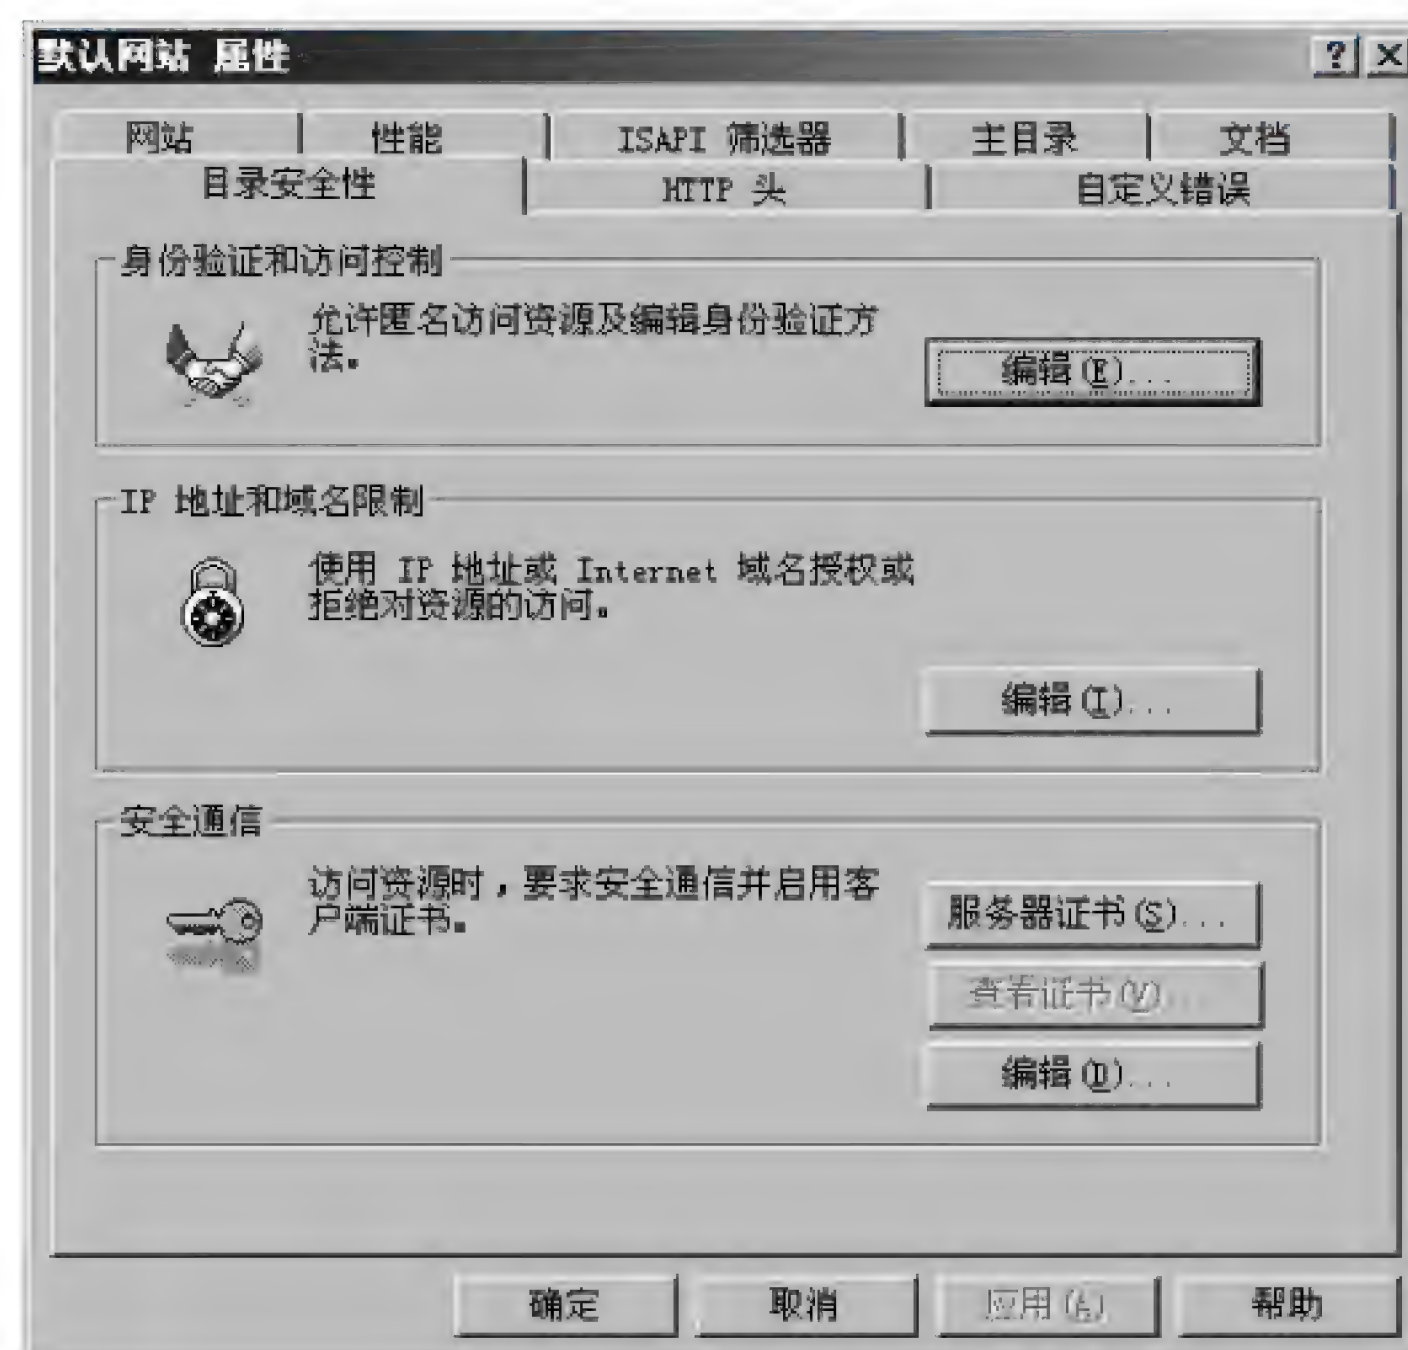 默认网站 属性
? ×
网站 性能 ISAPI 筛选器 主目录 文档
目录安全性 HTTP 头 自定义错误
身份验证和访问控制
允许匿名访问资源及编辑身份验证方
法。
编辑(E)...
IP 地址和域名限制
使用 IP 地址或 Internet 域名授权或
拒绝对资源的访问。
编辑(I)...
安全通信
访问资源时，要求安全通信并启用客
户端证书。
服务器证书(S)...
查看证书(V)...
编辑(D)...
确定 取消 应用(A) 帮助